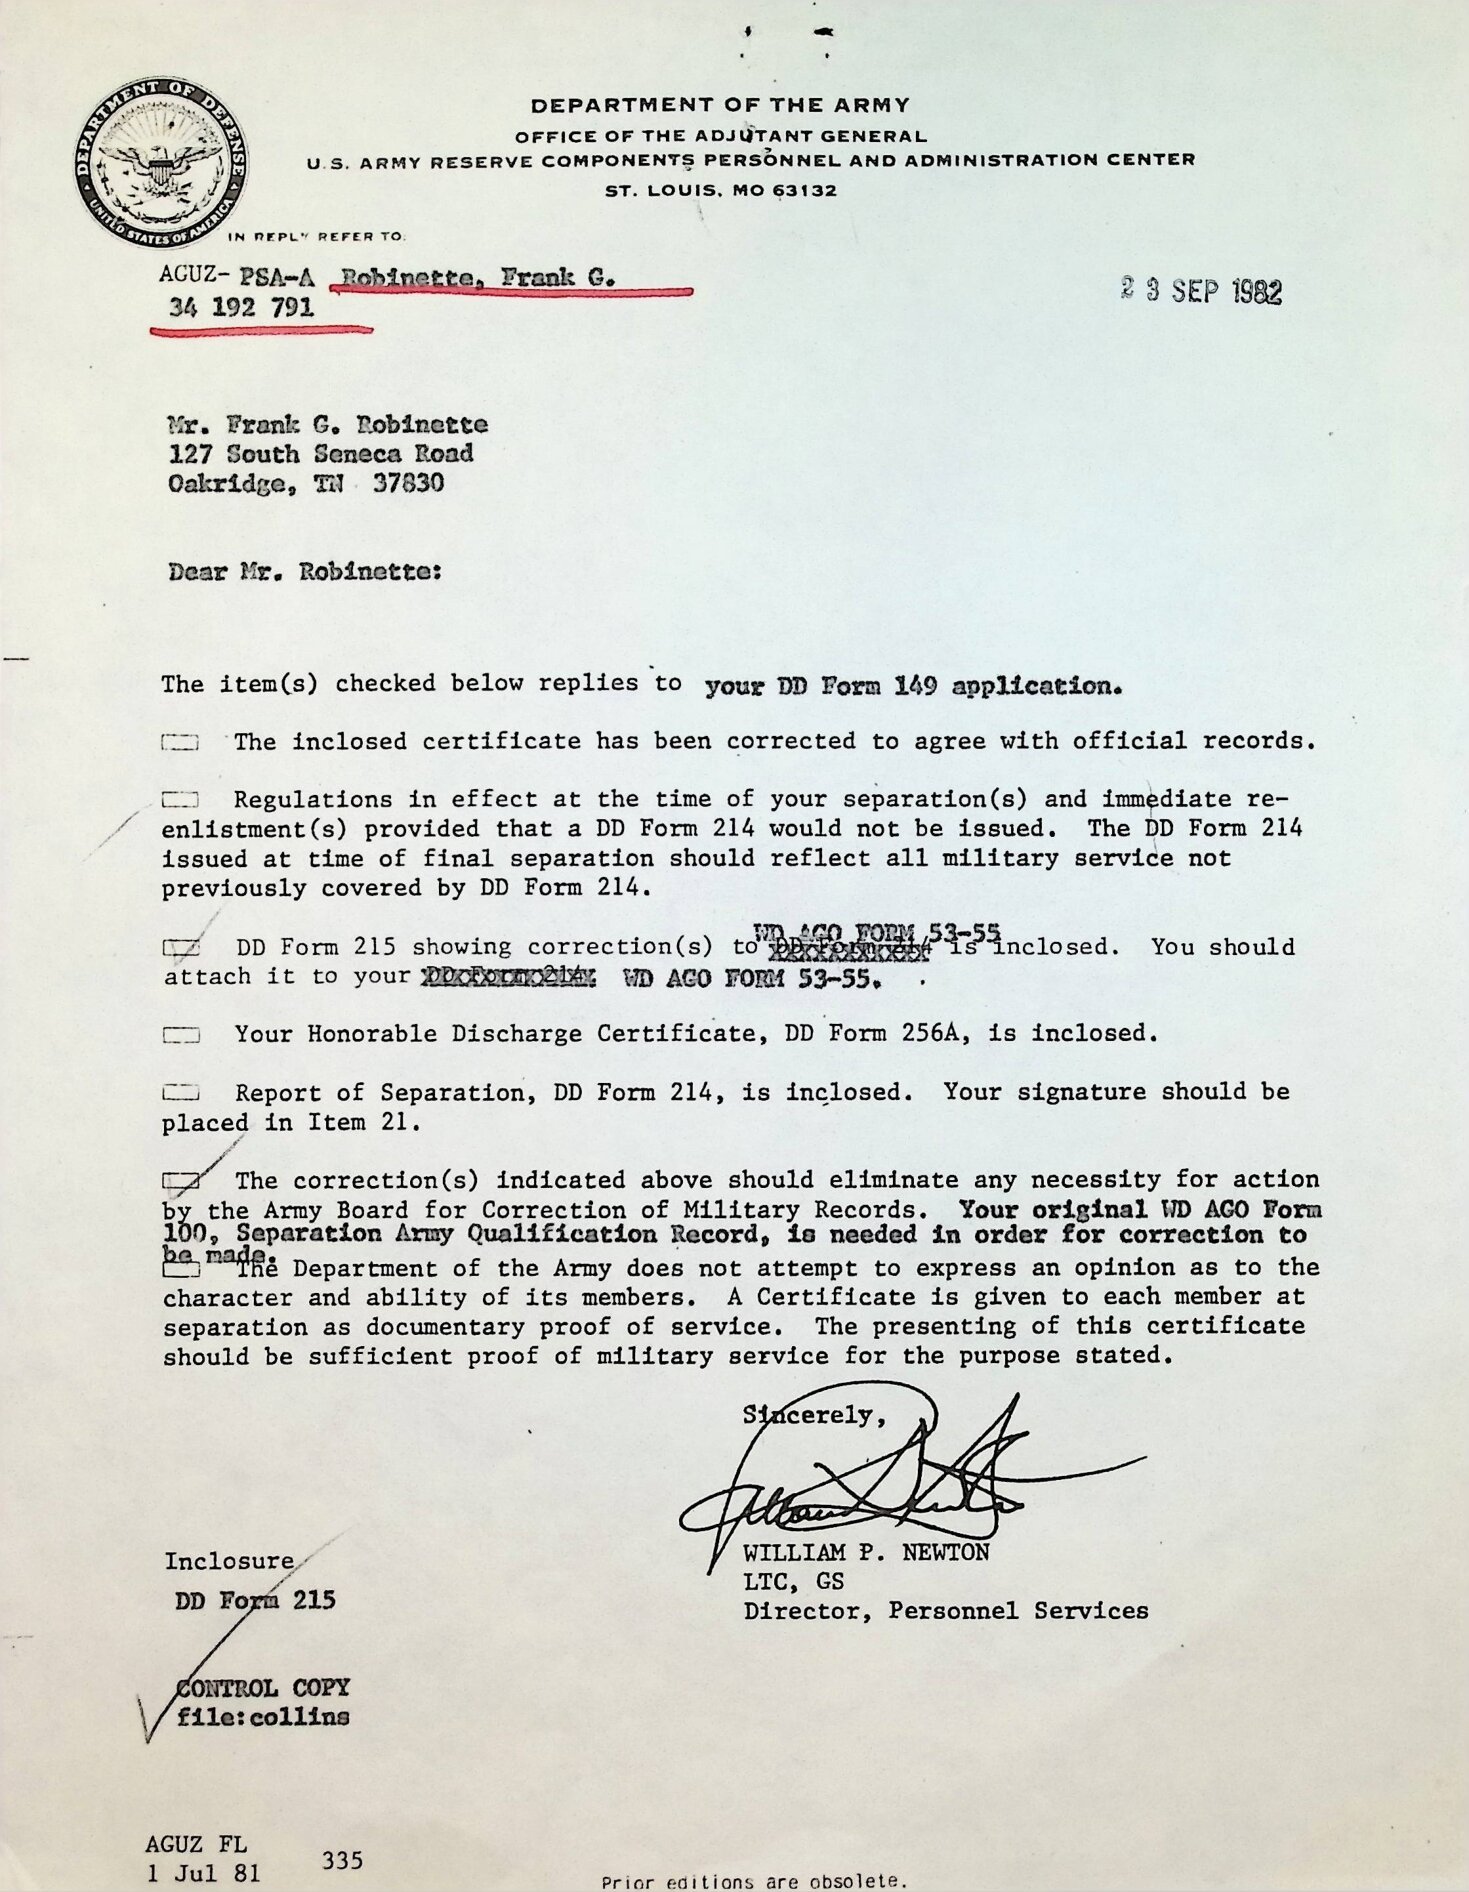 DEPARTMENT OF DEFENSE
UNITED STATES OF AMERICA
DEPARTMENT OF THE ARMY
OFFICE OF THE ADJUTANT GENERAL
U.S. ARMY RESERVE COMPONENTS PERSONNEL AND ADMINISTRATION CENTER
ST. LOUIS, MO 63132
IN REPLY REFER TO:
AGUZ-PSA-A Robinette, Frank G.
34 192 791
23 SEP 1982
Mr. Frank G. Robinette
127 South Seneca Road
Oakridge, TN 37830
Dear Mr. Robinette:
The item(s) checked below replies to your DD Form 149 application.
The inclosed certificate has been corrected to agree with official records.
Regulations in effect at the time of your separation(s) and immediate re-
enlistment(s) provided that a DD Form 214 would not be issued. The DD Form 214
issued at time of final separation should reflect all military service not
previously covered by DD Form 214.
WD AGO FORM 53-55
DD Form 215 showing correction(s) to DD Form 214 is inclosed. You should
attach it to your DD Form 214. WD AGO FORM 53-55.
Your Honorable Discharge Certificate, DD Form 256A, is inclosed.
Report of Separation, DD Form 214, is inclosed. Your signature should be
placed in Item 21.
The correction(s) indicated above should eliminate any necessity for action
by the Army Board for Correction of Military Records. Your original WD AGO Form
100, Separation Army Qualification Record, is needed in order for correction to
be made.
The Department of the Army does not attempt to express an opinion as to the
character and ability of its members. A Certificate is given to each member at
separation as documentary proof of service. The presenting of this certificate
should be sufficient proof of military service for the purpose stated.
Sincerely,
WILLIAM P. NEWTON
LTC, GS
Director, Personnel Services
Inclosure
DD Form 215
CONTROL COPY
file:collins
AGUZ FL 335
1 Jul 81
Prior editions are obsolete.